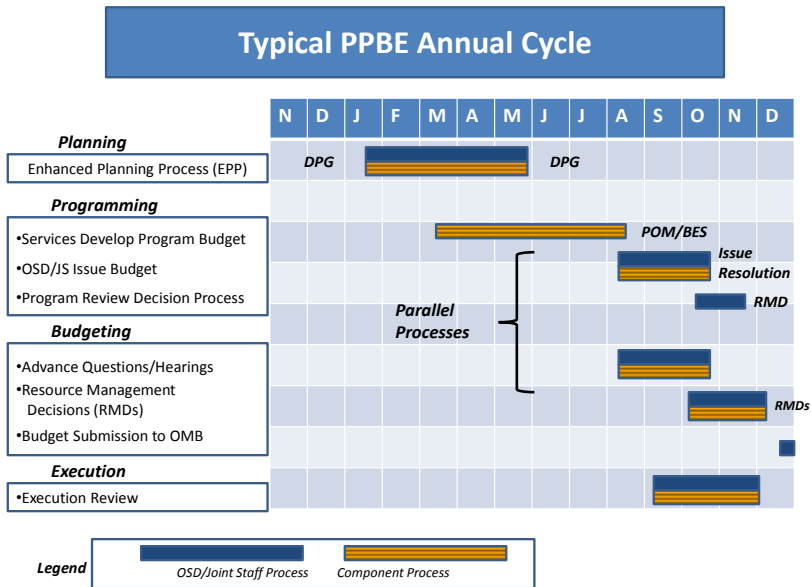 Typical PPBE Annual Cycle
N D J F M A M J J A S O N D
Planning
Enhanced Planning Process (EPP)
DPG
DPG
Programming
•Services Develop Program Budget
•OSD/JS Issue Budget
•Program Review Decision Process
POM/BES
Issue
Resolution
RMD
Parallel
Processes
Budgeting
•Advance Questions/Hearings
•Resource Management
Decisions (RMDs)
•Budget Submission to OMB
RMDs
Execution
•Execution Review
Legend
OSD/Joint Staff Process
Component Process